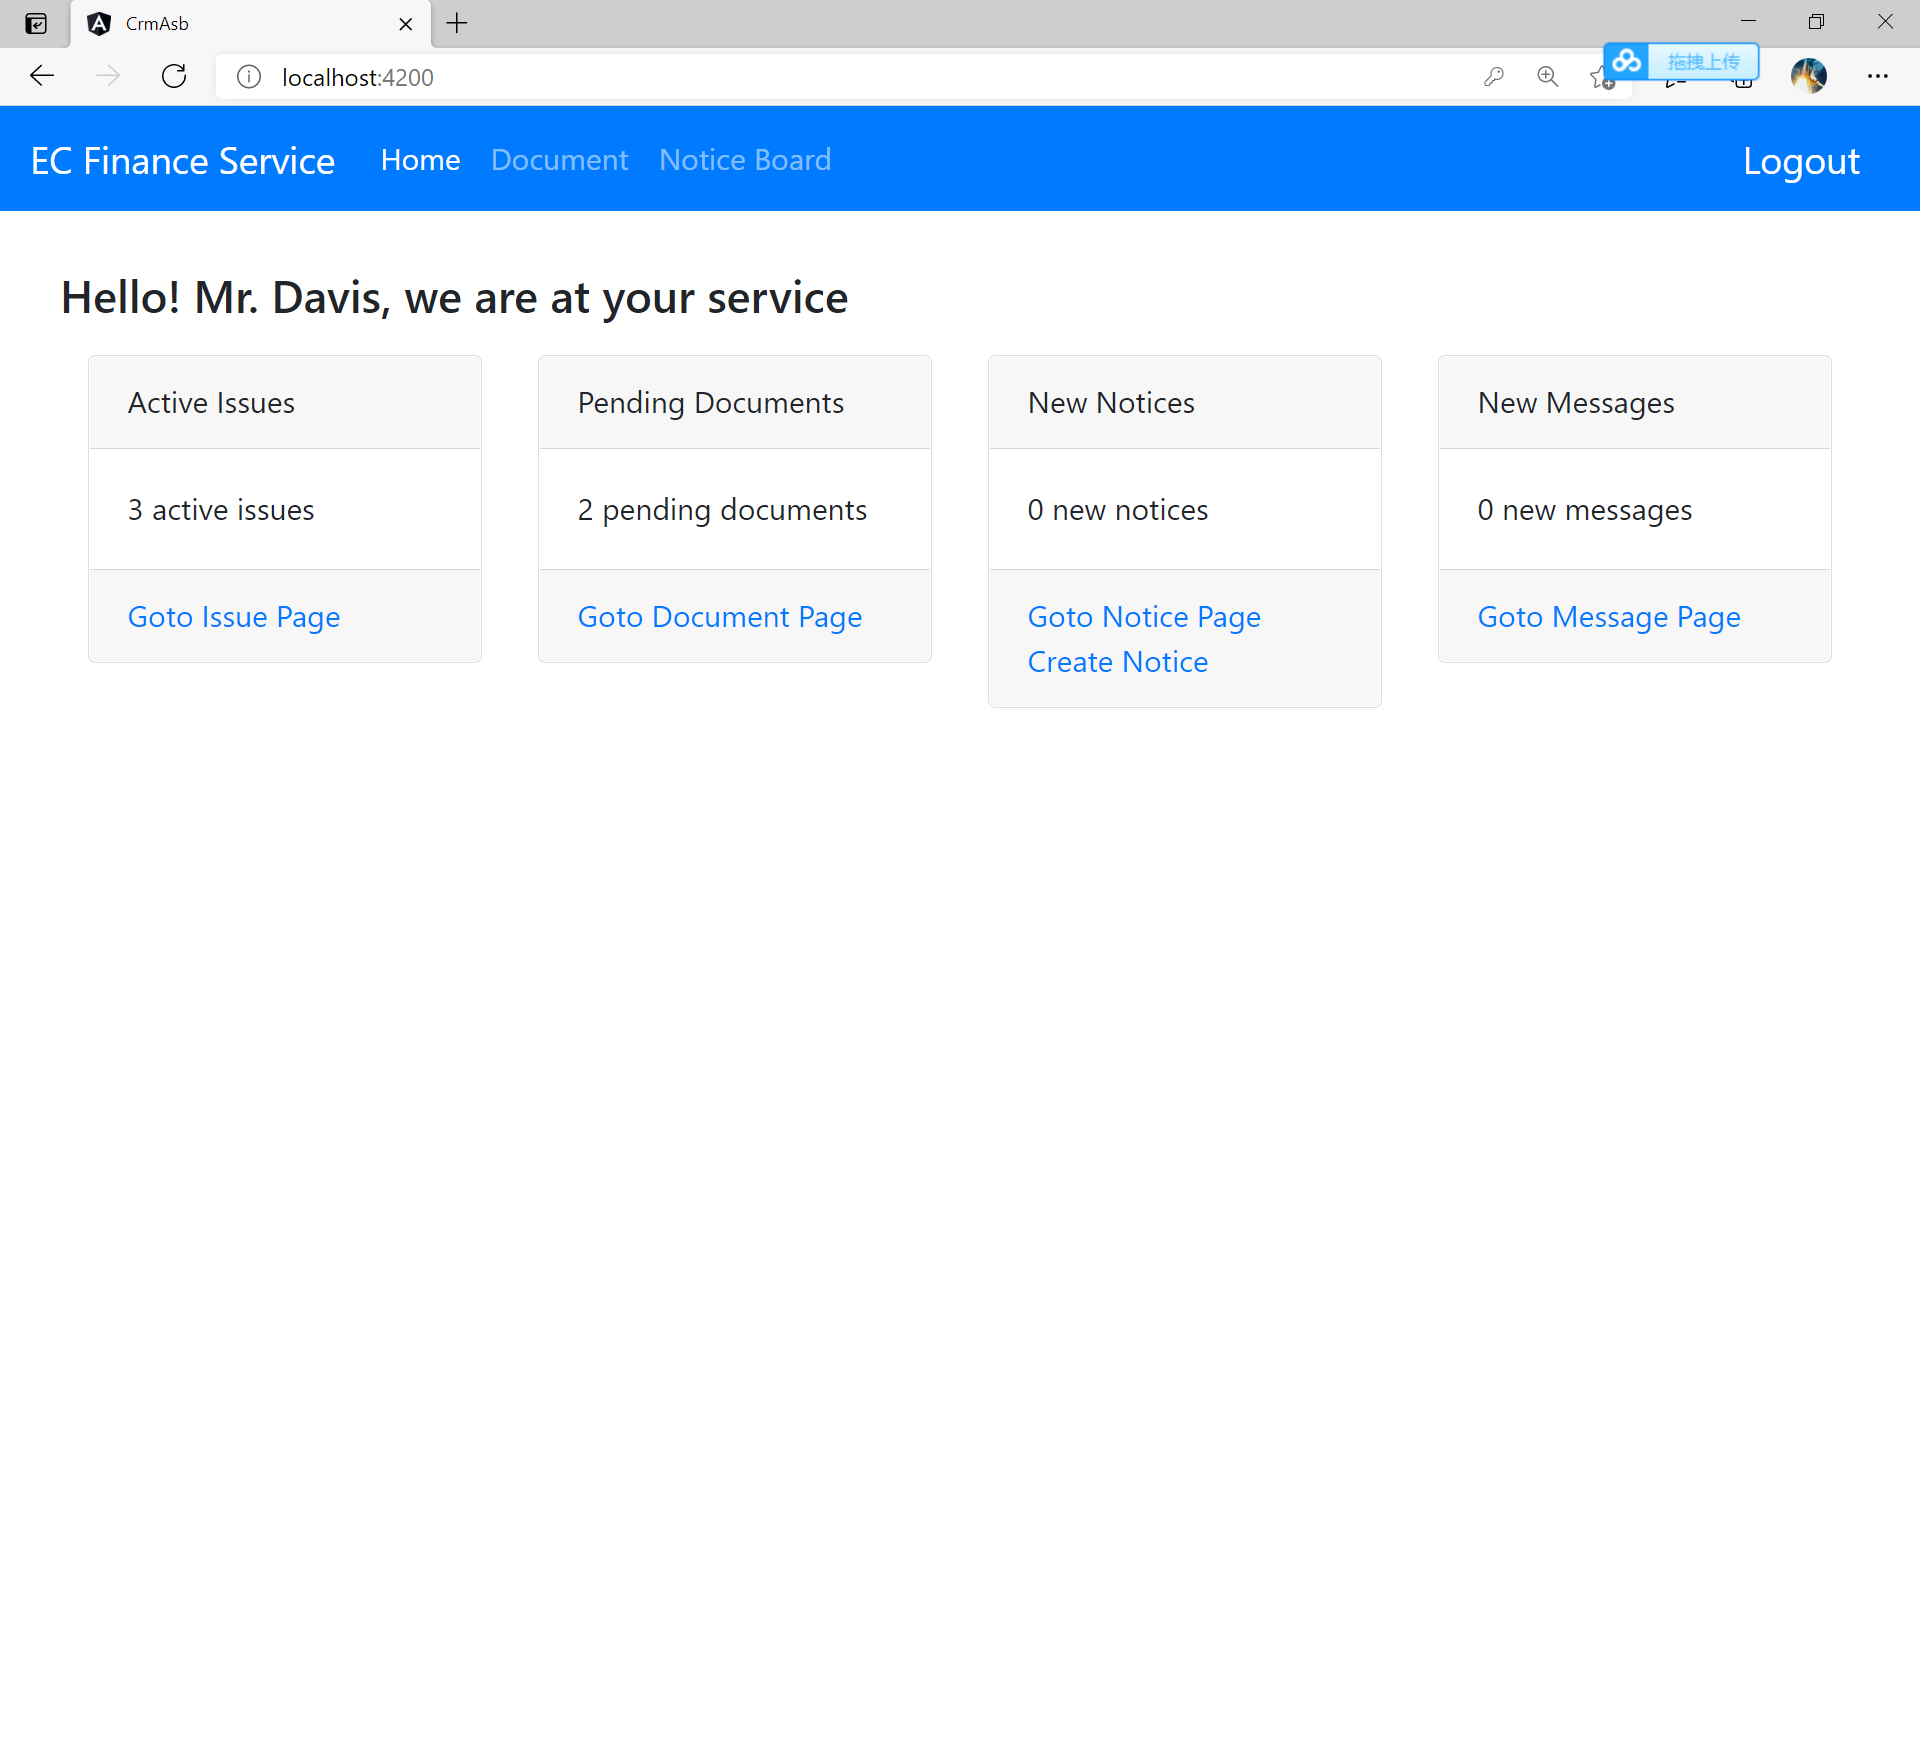 CrmAsb
localhost:4200
拖拽上传
EC Finance Service Home Document Notice Board Logout
Hello! Mr. Davis, we are at your service
Active Issues
3 active issues
Goto Issue Page
Pending Documents
2 pending documents
Goto Document Page
New Notices
0 new notices
Goto Notice Page
Create Notice
New Messages
0 new messages
Goto Message Page